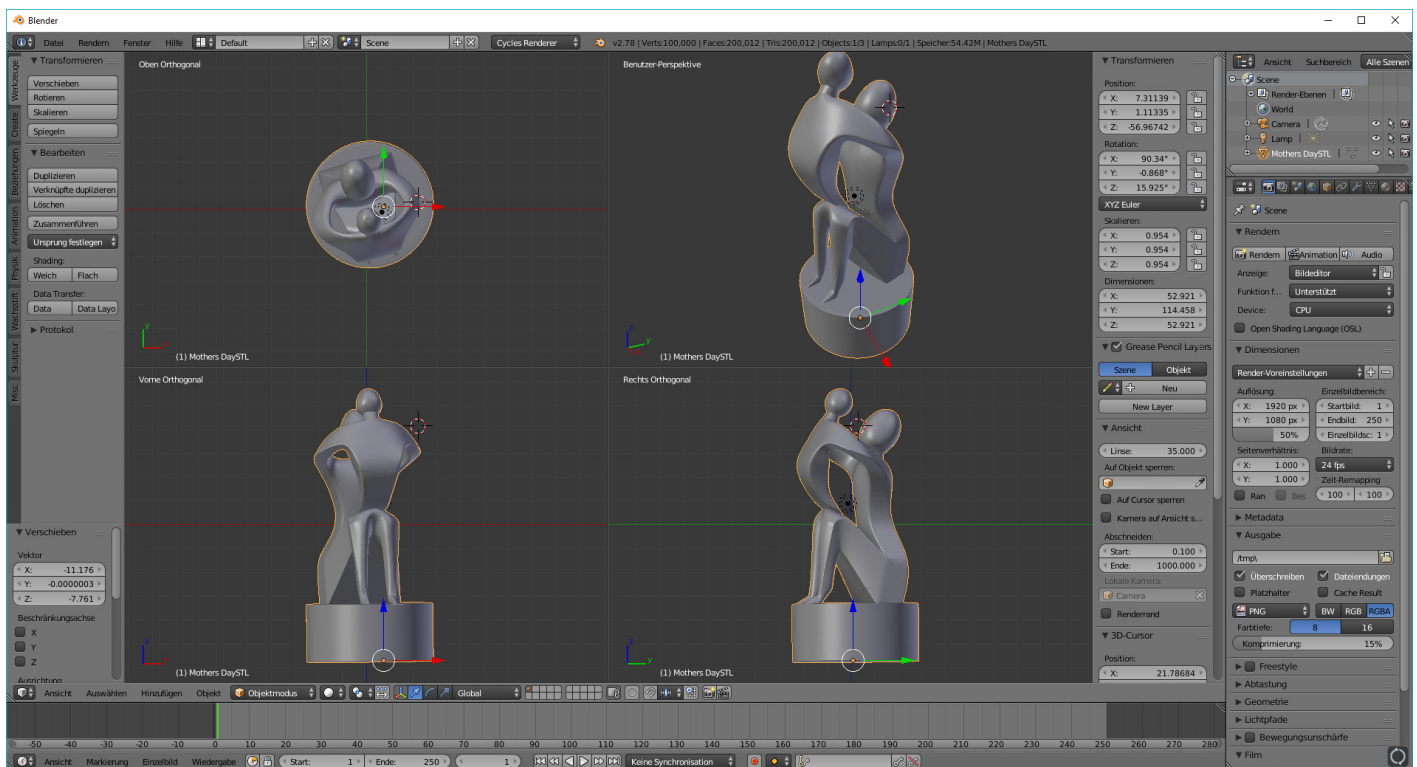 Blender
Datei Rendern Fenster Hilfe Default Scene Cycles Renderer v2.78 | Verts:100,000 | Faces:200,012 | Tris:200,012 | Objects:1/3 | Lamps:0/1 | Speicher:54.42M | Mothers DaySTL
Werkzeuge
Create
Beziehungen
Animation
Physik
Wachsstift
Skulptur
Misc
Transformieren
Verschieben
Rotieren
Skalieren
Spiegeln
Bearbeiten
Duplizieren
Verknüpfte duplizieren
Löschen
Zusammenführen
Ursprung festlegen
Shading:
Weich Flach
Data Transfer:
Data Data Layo
Protokol
Verschieben
Vektor
X: -11.176
Y: -0.0000003
Z: -7.761
Beschränkungsachse
X
Y
Z
Ausrichtung
Oben Orthogonal
(1) Mothers DaySTL
Benutzer-Perspektive
(1) Mothers DaySTL
Vorne Orthogonal
(1) Mothers DaySTL
Rechts Orthogonal
(1) Mothers DaySTL
Transformieren
Position:
X: 7.31139
Y: 1.11335
Z: -56.96742
Rotation:
X: 90.34°
Y: -0.868°
Z: 15.925°
XYZ Euler
Skalieren:
X: 0.954
Y: 0.954
Z: 0.954
Dimensionen:
X: 52.921
Y: 114.458
Z: 52.921
Grease Pencil Layers
Szene Objekt
Neu
New Layer
Ansicht
Linse: 35.000
Auf Objekt sperren:
Auf Cursor sperren
Kamera auf Ansicht s...
Abschneiden:
Start: 0.100
Ende: 1000.000
Lokale Kamera:
Camera
Renderrand
3D-Cursor
Position:
X: 21.78684
Ansicht Suchbereich Alle Szenen
Scene
Render-Ebenen |
World
Camera |
Lamp |
Mothers DaySTL |
Scene
Rendern
Rendern Animation Audio
Anzeige: Bildeditor
Funktion f... Unterstützt
Device: CPU
Open Shading Language (OSL)
Dimensionen
Render-Voreinstellungen
Auflösung: Einzelbildbereich:
X: 1920 px Startbild: 1
Y: 1080 px Endbild: 250
50% Einzelbildsc: 1
Seitenverhältnis: Bildrate:
X: 1.000 24 fps
Y: 1.000 Zeit-Remapping
Ran Bes 100 100
Metadata
Ausgabe
/tmp\
Überschreiben Dateiendungen
Platzhalter Cache Result
PNG BW RGB RGBA
Farbtiefe: 8 16
Komprimierung: 15%
Freestyle
Abtastung
Geometrie
Lichtpfade
Bewegungsunschärfe
Film
Ansicht Auswählen Hinzufügen Objekt Objektmodus Global
-50 -40 -30 -20 -10 0 10 20 30 40 50 60 70 80 90 100 110 120 130 140 150 160 170 180 190 200 210 220 230 240 250 260 270 280
Ansicht Markierung Einzelbild Wiedergabe Start: 1 Ende: 250 1 Keine Synchronisation